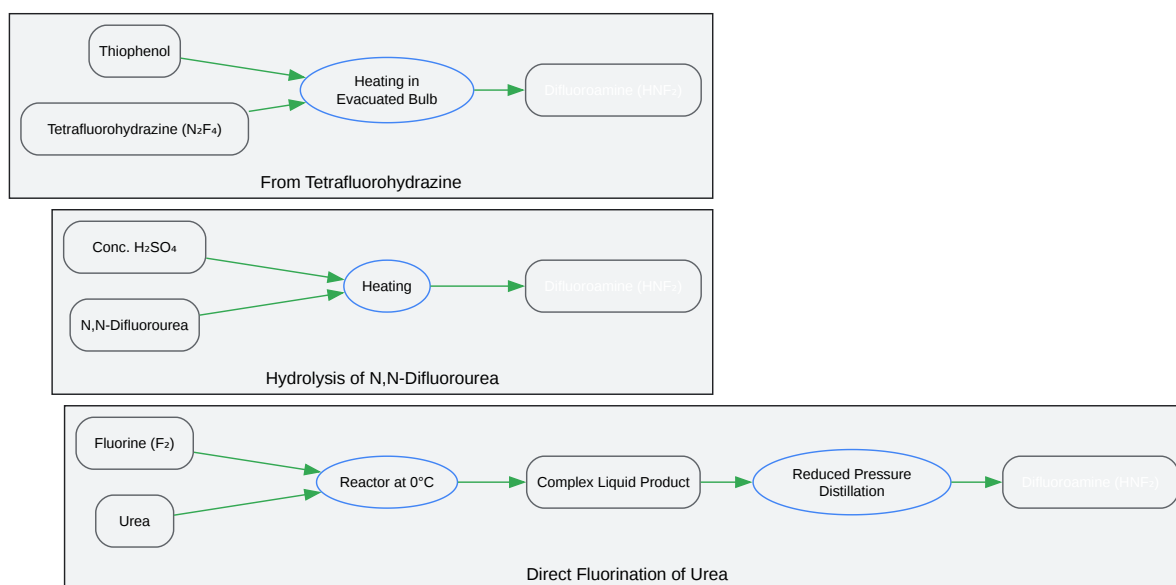 Thiophenol
Tetrafluorohydrazine (N₂F₄)
Heating in
Evacuated Bulb
Difluoroamine (HNF₂)
From Tetrafluorohydrazine
Conc. H₂SO₄
N,N-Difluorourea
Heating
Difluoroamine (HNF₂)
Hydrolysis of N,N-Difluorourea
Fluorine (F₂)
Urea
Reactor at 0°C
Complex Liquid Product
Reduced Pressure
Distillation
Difluoroamine (HNF₂)
Direct Fluorination of Urea